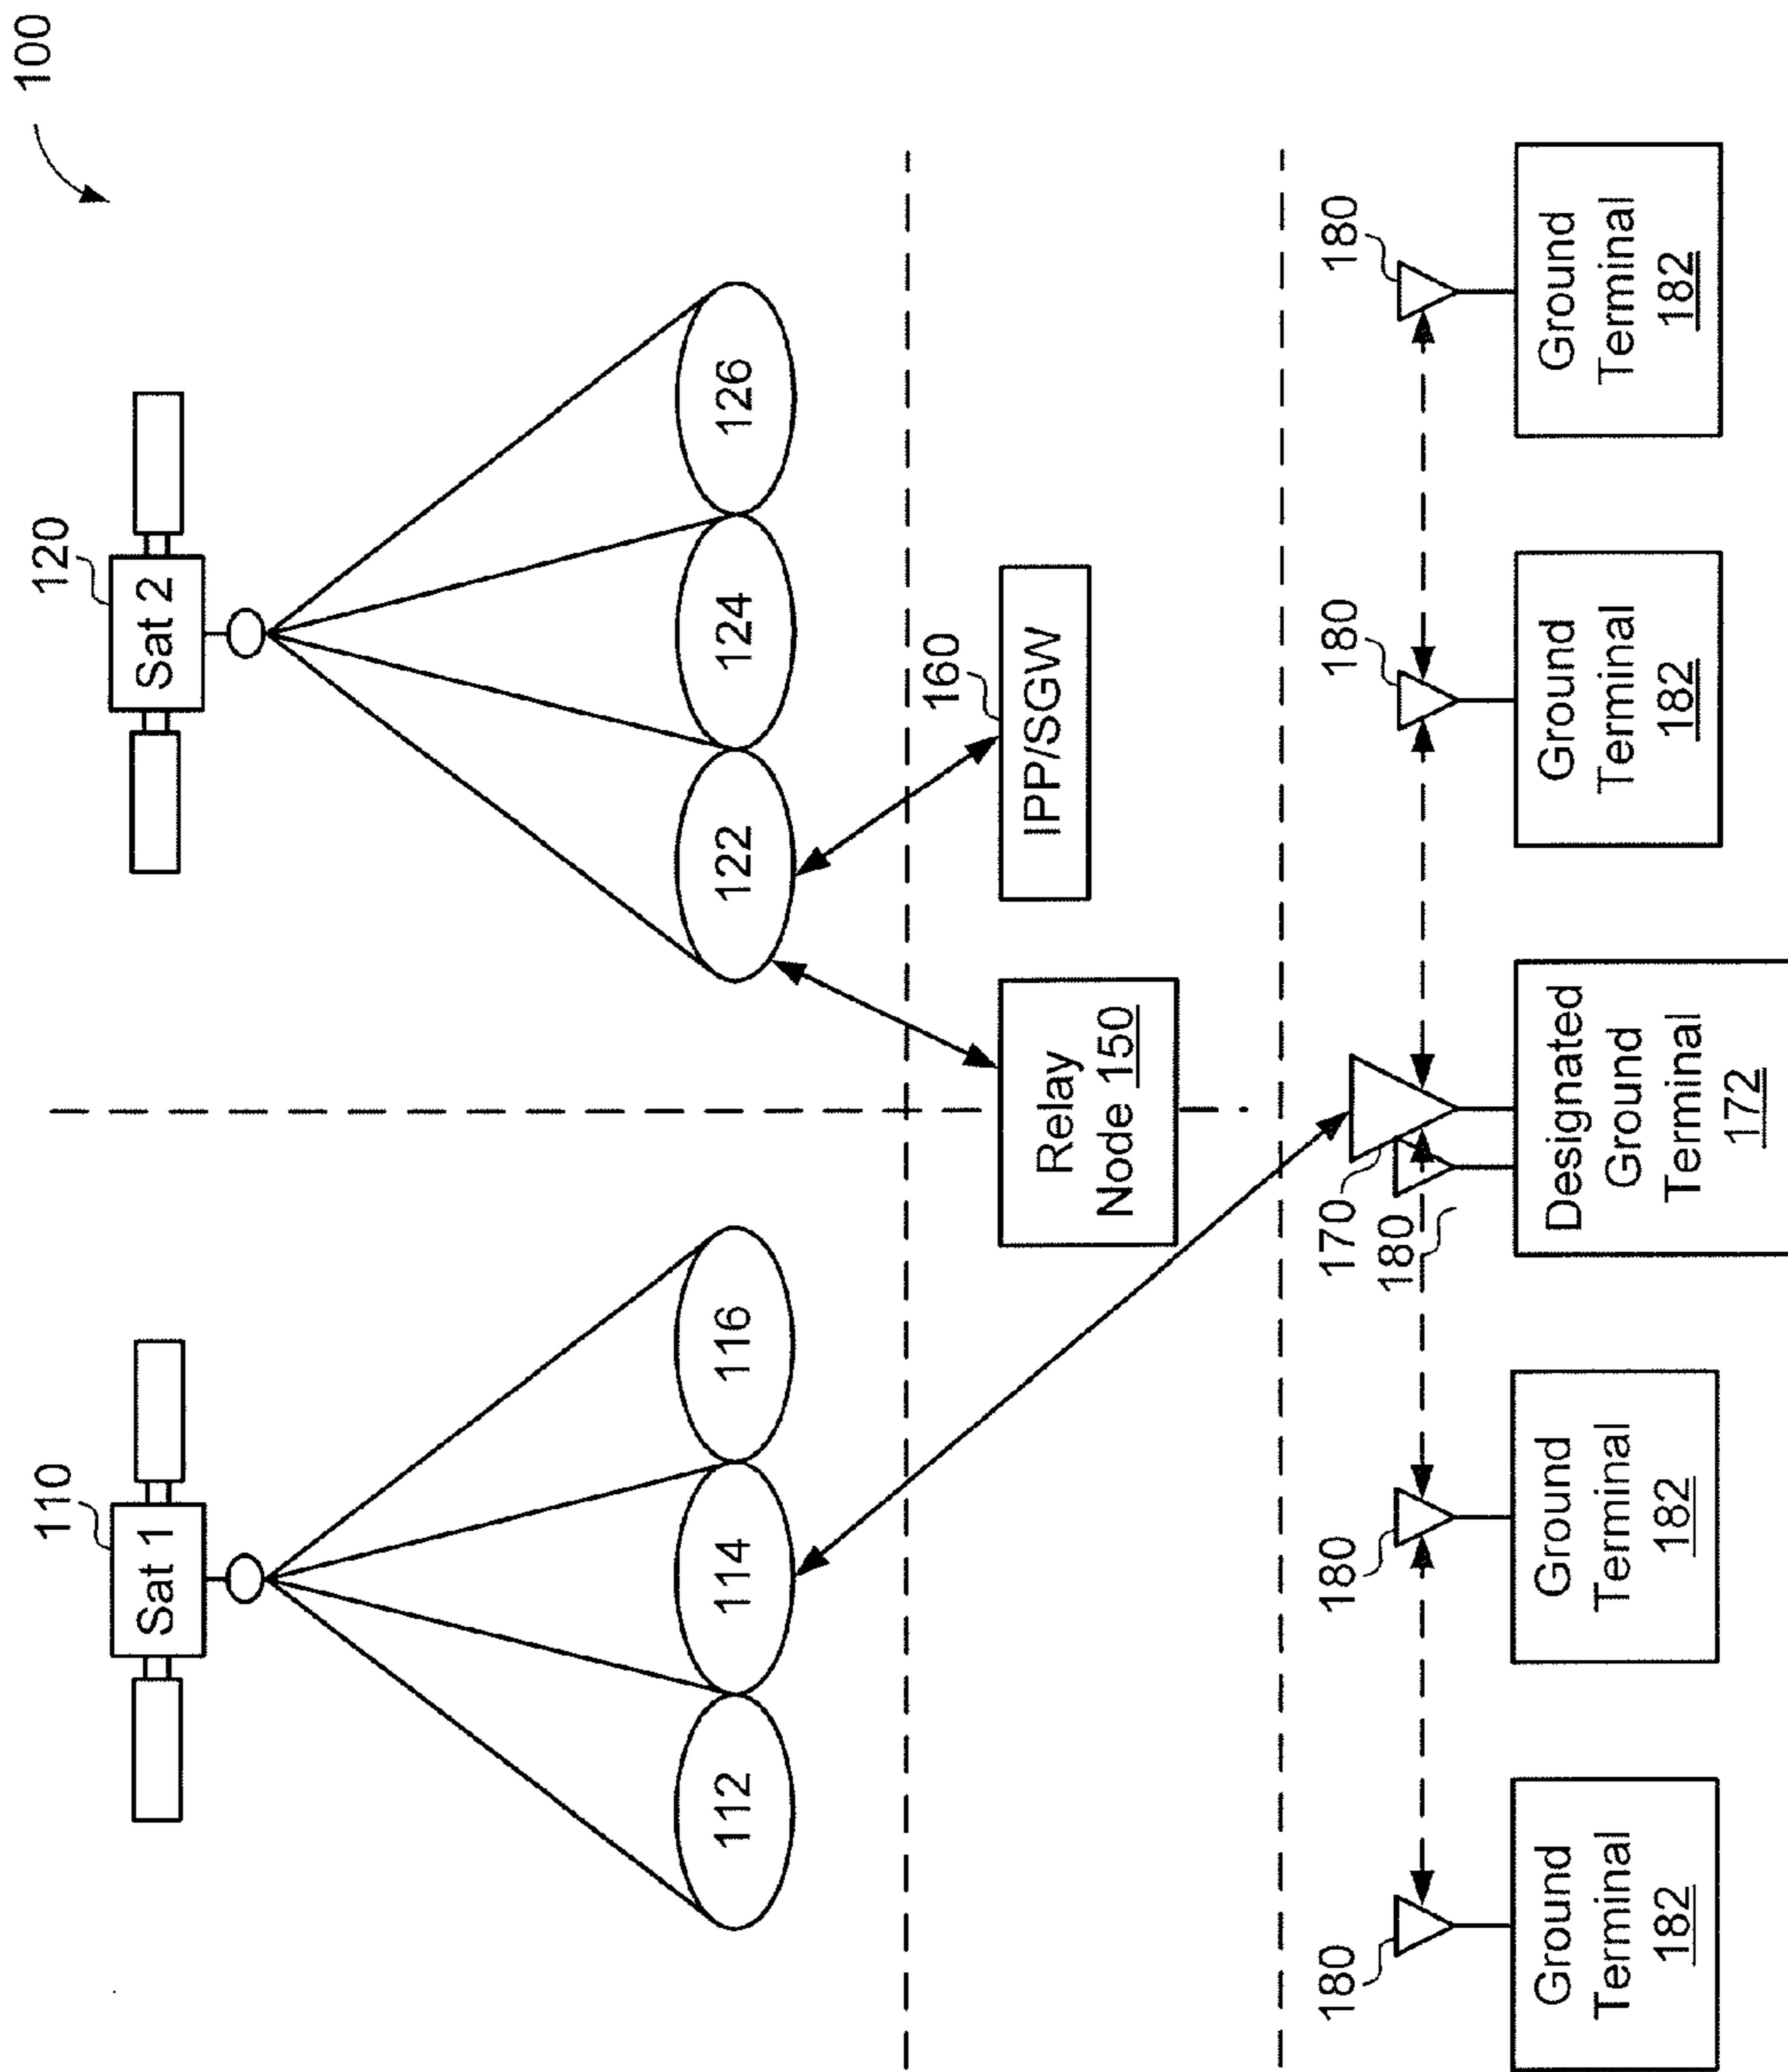 100
110
120
Sat 1
Sat 2
112
114
116
122
124
126
160
Relay
Node 150
IPP/SGW
180
180
170
180
180
180
Ground
Terminal
182
Ground
Terminal
182
Designated
Ground
Terminal
172
Ground
Terminal
182
Ground
Terminal
182